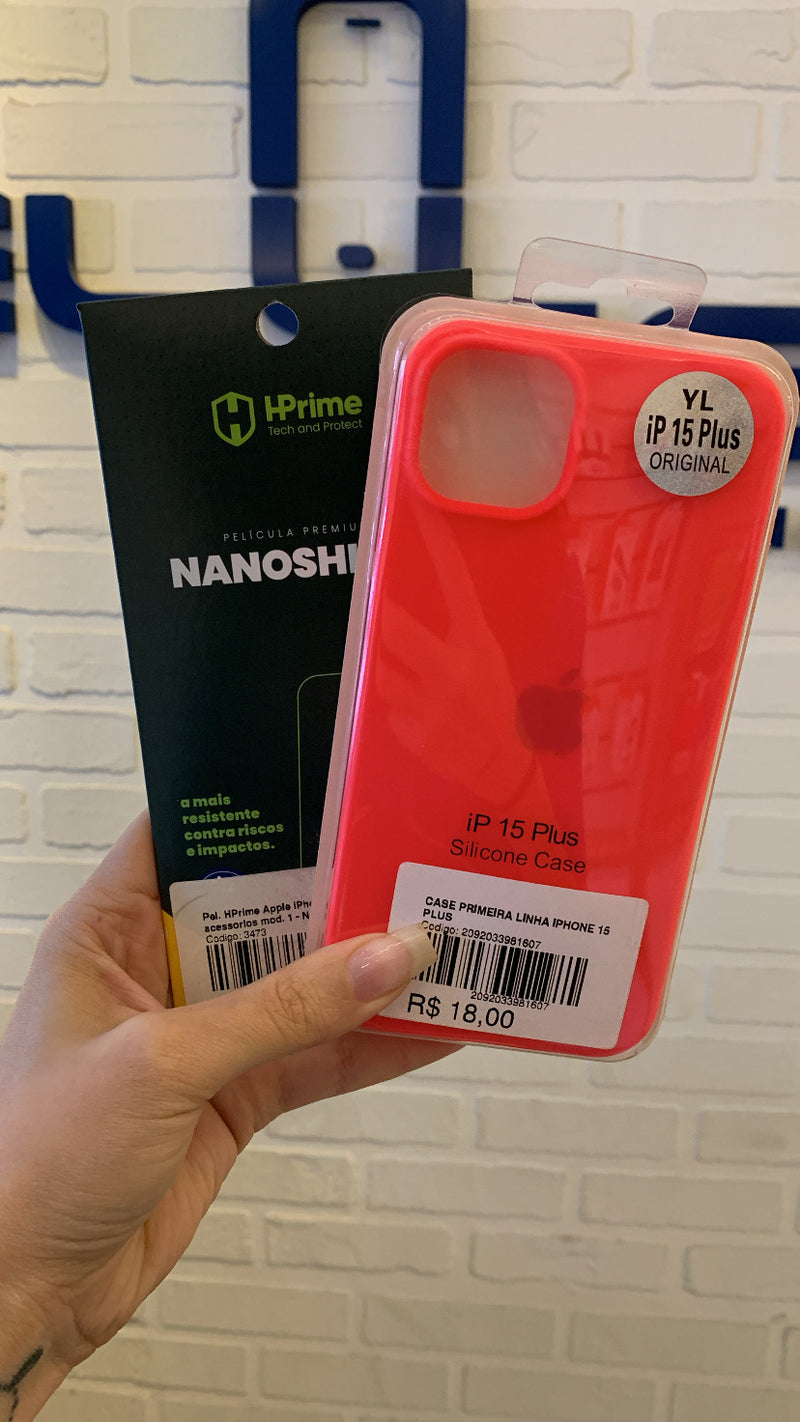 HPrime
Tech and Protect
PELÍCULA
NANOSHI
a mais
resistente
contra riscos
e impactos.
Pel. HPrime Apple
acessorios mod. 1 - N
Codigo: 3473
YL
iP 15 Plus
ORIGINAL
iP 15 Plus
Silicone Case
CASE PRIMEIRA LINHA IPHONE 15
PLUS
Codigo: 2092033981607
2092033981607
R$ 18,00